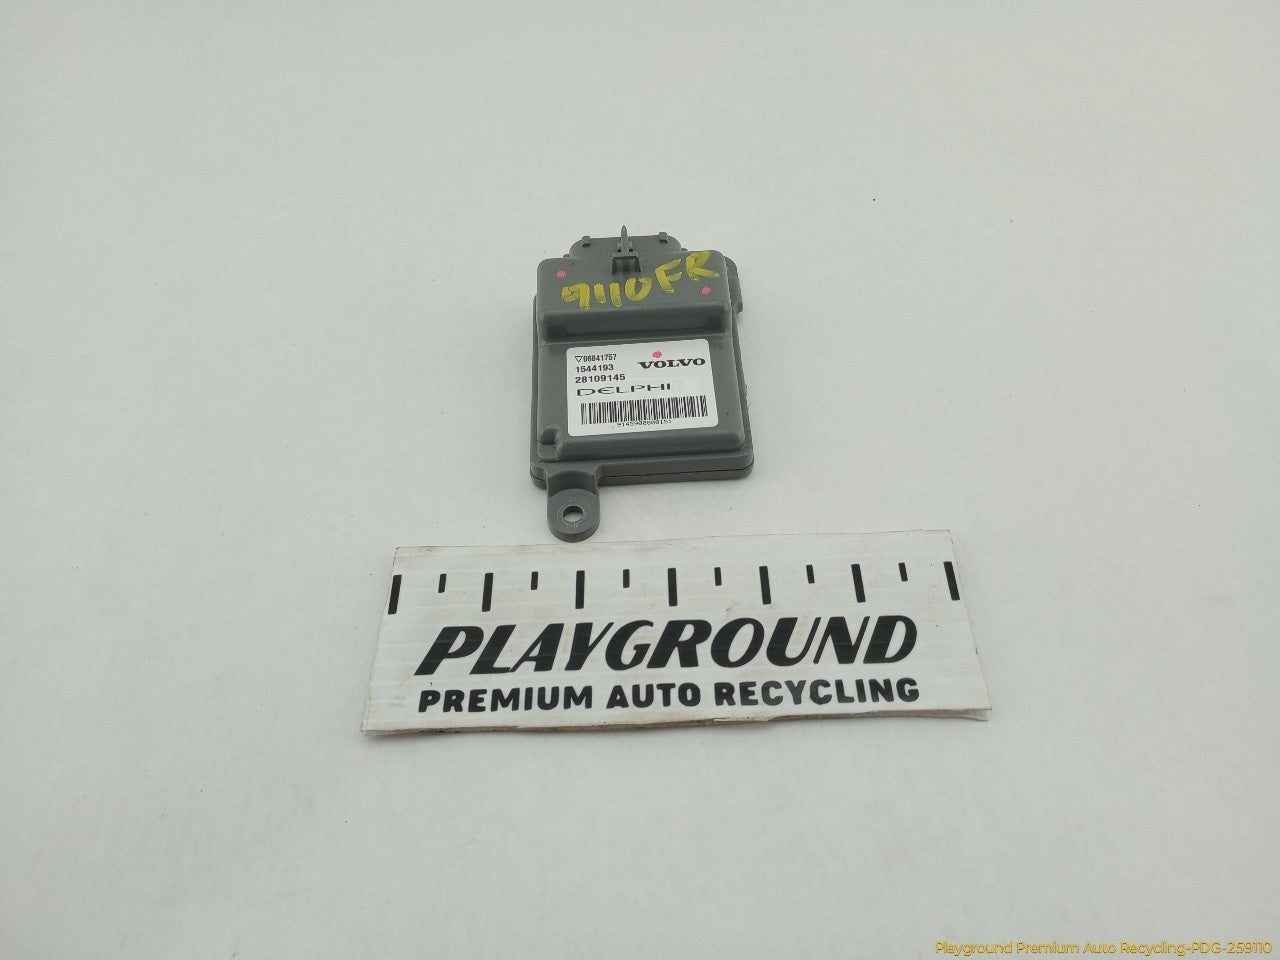 9110FR
▽06841757
1544193
28109145
VOLVO
DELPHI
PLAYGROUND
PREMIUM AUTO RECYCLING
Playground Premium Auto Recycling-PDG-259110